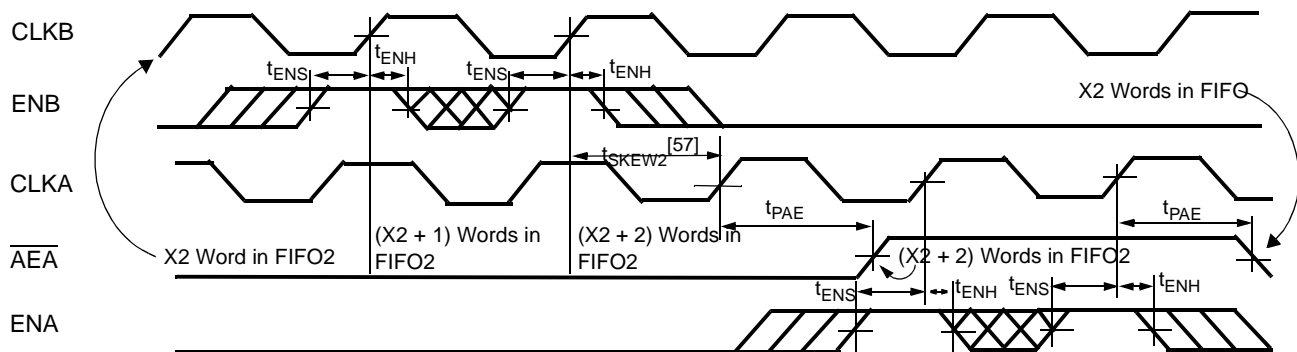 CLKB
tENH
tENS
tENS
tENH
X2 Words in FIFO
ENB
[57]
tSKEW2
CLKA
tPAE
tPAE
X2 Word in FIFO2
(X2 + 1) Words in
FIFO2
(X2 + 2) Words in
FIFO2
AEA
(X2 + 2) Words in FIFO2
tENS
tENH
tENS
tENH
ENA